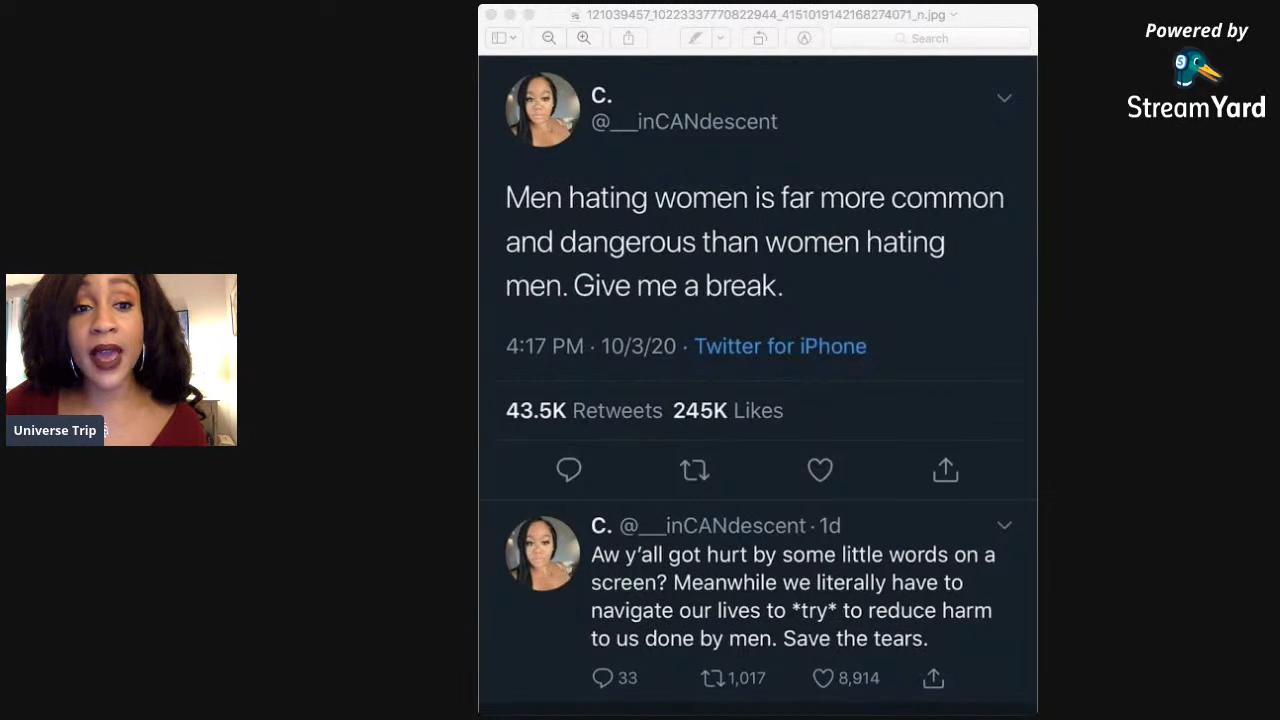 121039457_10223337770822944_4151019142168274071_n.jpg
Search
Powered by
StreamYard
C.
@___inCANdescent
Men hating women is far more common
and dangerous than women hating
men. Give me a break.
4:17 PM · 10/3/20 · Twitter for iPhone
43.5K Retweets 245K Likes
C. @___inCANdescent · 1d
Aw y'all got hurt by some little words on a
screen? Meanwhile we literally have to
navigate our lives to *try* to reduce harm
to us done by men. Save the tears.
33 1,017 8,914
Universe Trip